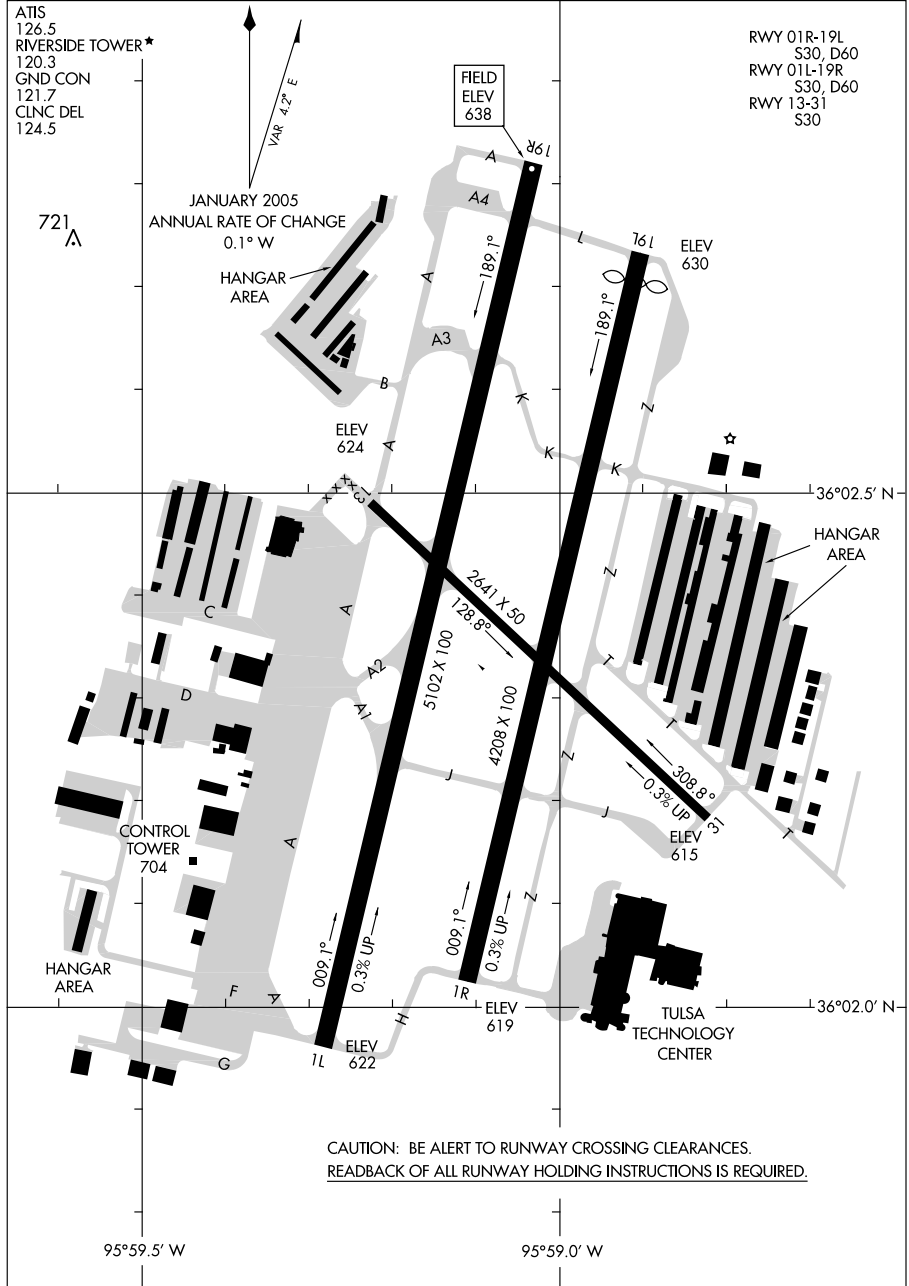 ATIS
126.5
RIVERSIDE TOWER
120.3
GND CON
121.7
CLNC DEL
124.5
VAR 4.2° E
JANUARY 2005
ANNUAL RATE OF CHANGE
0.1° W
FIELD
ELEV
638
RWY 01R-19L
S30, D60
RWY 01L-19R
S30, D60
RWY 13-31
S30
721
HANGAR
AREA
A
19R
A4
L
19L
ELEV
630
A
189.1°
189.1°
A3
B
K
Z
ELEV
624
A
K
K
13
X X X X
36°02.5' N
HANGAR
AREA
C
A
2641 X 50
128.8°
Z
D
A2
A1
5102 X 100
4208 X 100
T
T
J
Z
308.8°
0.3% UP
J
31
T
ELEV
615
CONTROL
TOWER
704
A
HANGAR
AREA
F
A
009.1°
0.3% UP
009.1°
0.3% UP
Z
H
1R
ELEV
619
36°02.0' N
TULSA
TECHNOLOGY
CENTER
G
1L
ELEV
622
CAUTION: BE ALERT TO RUNWAY CROSSING CLEARANCES.
READBACK OF ALL RUNWAY HOLDING INSTRUCTIONS IS REQUIRED.
95°59.5' W
95°59.0' W